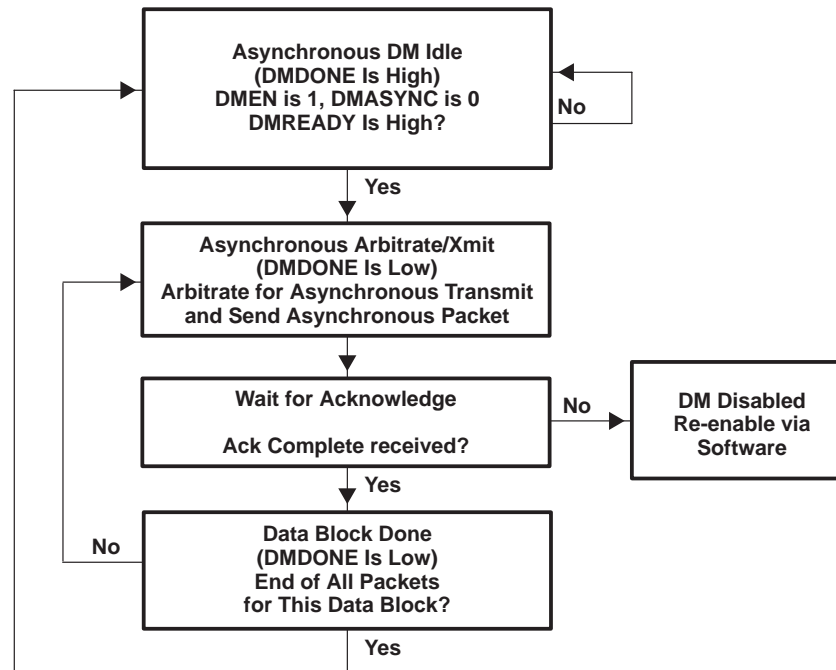 Asynchronous DM Idle
(DMDONE Is High)
DMEN is 1, DMASYNC is 0
DMREADY Is High?
No
Yes
Asynchronous Arbitrate/Xmit
(DMDONE Is Low)
Arbitrate for Asynchronous Transmit
and Send Asynchronous Packet
Wait for Acknowledge
Ack Complete received?
No
DM Disabled
Re-enable via
Software
Yes
Data Block Done
(DMDONE Is Low)
End of All Packets
for This Data Block?
No
Yes